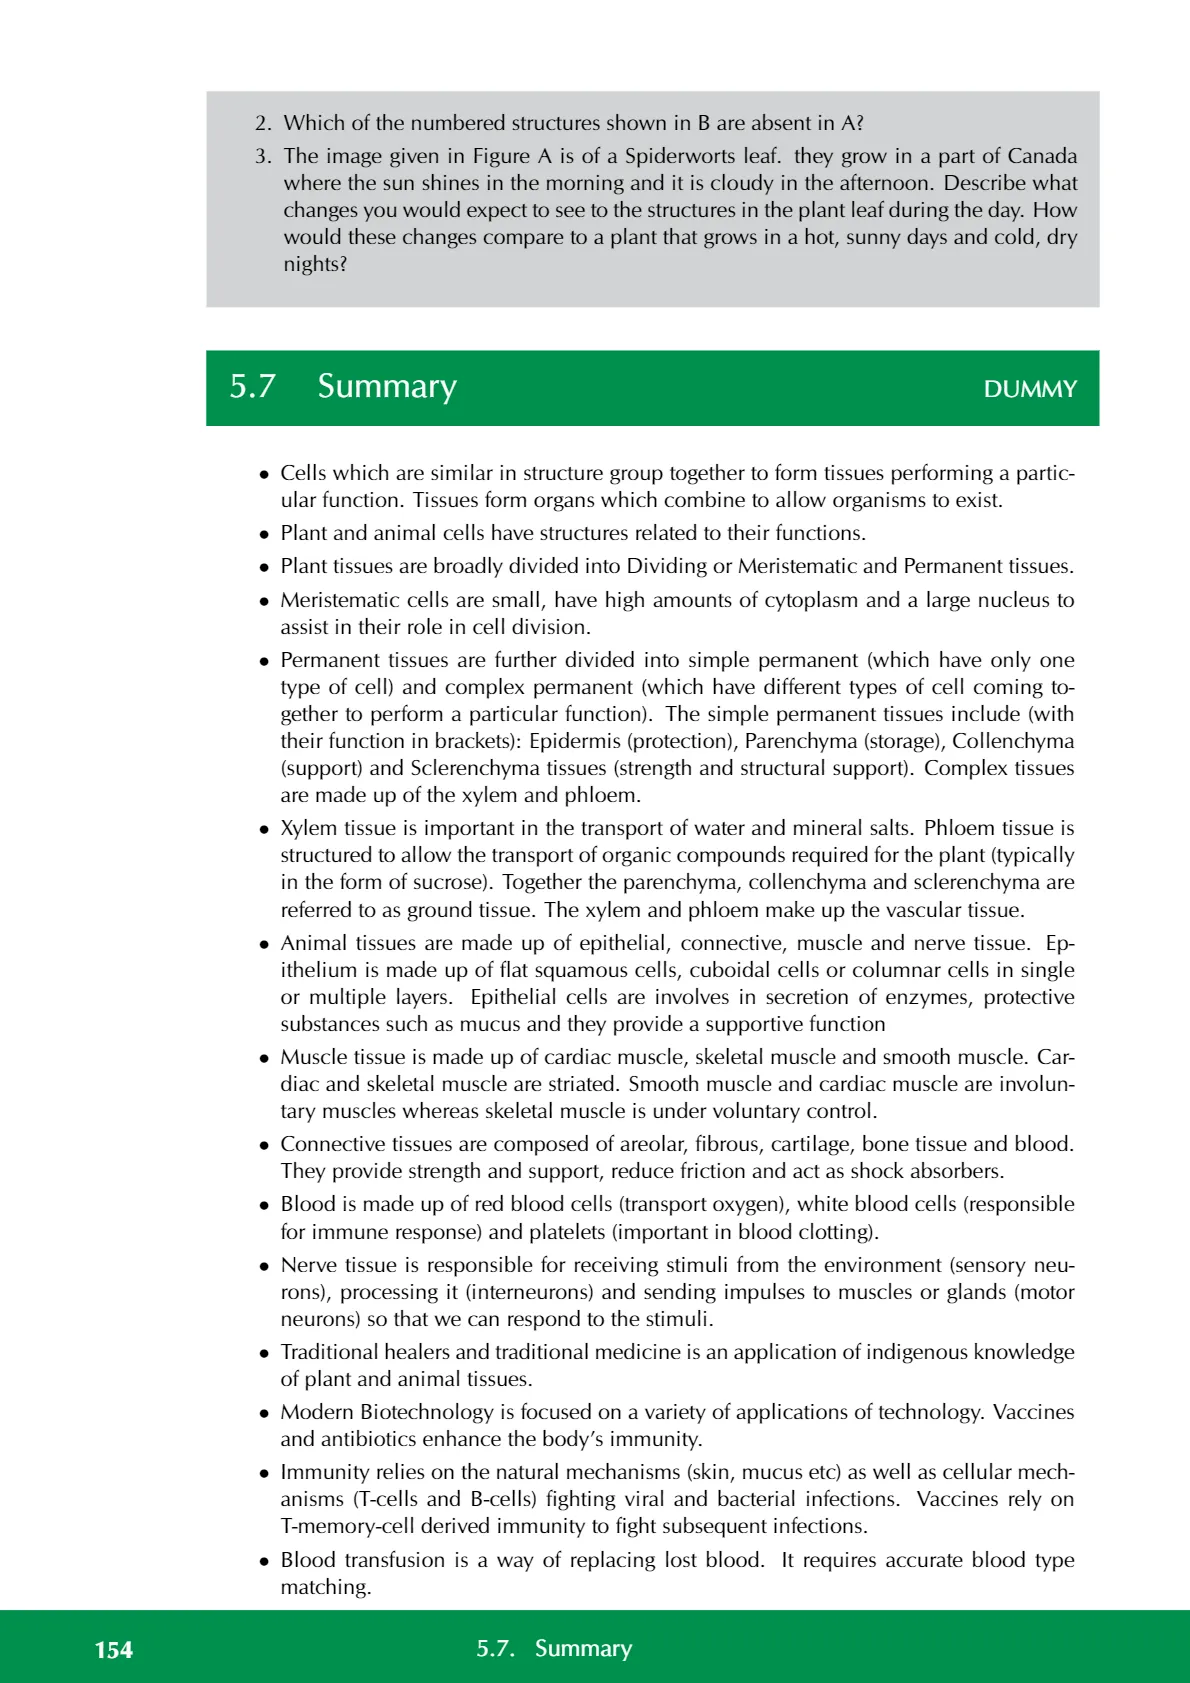 2. Which of the numbered structures shown in B are absent in A?
3. The image given in Figure A is of a Spiderworts leaf. they grow in a part of Canada
where the sun shines in the morning and it is cloudy in the afternoon. Describe what
changes you would expect to see to the structures in the plant leaf during the day. How
would these changes compare to a plant that grows in a hot, sunny days and cold, dry
nights?
5.7 Summary DUMMY
• Cells which are similar in structure group together to form tissues performing a partic-
ular function. Tissues form organs which combine to allow organisms to exist.
• Plant and animal cells have structures related to their functions.
• Plant tissues are broadly divided into Dividing or Meristematic and Permanent tissues.
• Meristematic cells are small, have high amounts of cytoplasm and a large nucleus to
assist in their role in cell division.
• Permanent tissues are further divided into simple permanent (which have only one
type of cell) and complex permanent (which have different types of cell coming to-
gether to perform a particular function). The simple permanent tissues include (with
their function in brackets): Epidermis (protection), Parenchyma (storage), Collenchyma
(support) and Sclerenchyma tissues (strength and structural support). Complex tissues
are made up of the xylem and phloem.
• Xylem tissue is important in the transport of water and mineral salts. Phloem tissue is
structured to allow the transport of organic compounds required for the plant (typically
in the form of sucrose). Together the parenchyma, collenchyma and sclerenchyma are
referred to as ground tissue. The xylem and phloem make up the vascular tissue.
• Animal tissues are made up of epithelial, connective, muscle and nerve tissue. Ep-
ithelium is made up of flat squamous cells, cuboidal cells or columnar cells in single
or multiple layers. Epithelial cells are involves in secretion of enzymes, protective
substances such as mucus and they provide a supportive function
• Muscle tissue is made up of cardiac muscle, skeletal muscle and smooth muscle. Car-
diac and skeletal muscle are striated. Smooth muscle and cardiac muscle are involun-
tary muscles whereas skeletal muscle is under voluntary control.
• Connective tissues are composed of areolar, fibrous, cartilage, bone tissue and blood.
They provide strength and support, reduce friction and act as shock absorbers.
• Blood is made up of red blood cells (transport oxygen), white blood cells (responsible
for immune response) and platelets (important in blood clotting).
• Nerve tissue is responsible for receiving stimuli from the environment (sensory neu-
rons), processing it (interneurons) and sending impulses to muscles or glands (motor
neurons) so that we can respond to the stimuli.
• Traditional healers and traditional medicine is an application of indigenous knowledge
of plant and animal tissues.
• Modern Biotechnology is focused on a variety of applications of technology. Vaccines
and antibiotics enhance the body’s immunity.
• Immunity relies on the natural mechanisms (skin, mucus etc) as well as cellular mech-
anisms (T-cells and B-cells) fighting viral and bacterial infections. Vaccines rely on
T-memory-cell derived immunity to fight subsequent infections.
• Blood transfusion is a way of replacing lost blood. It requires accurate blood type
matching.
154 5.7. Summary